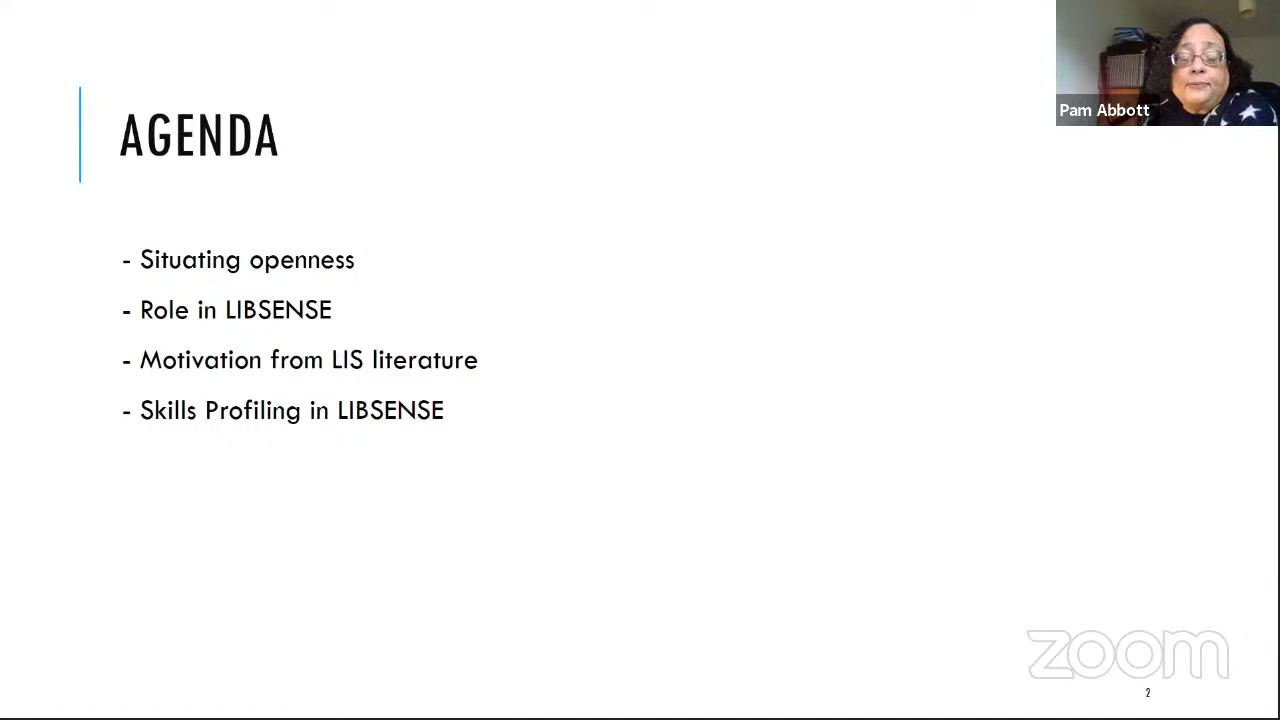 Pam Abbott
AGENDA
- Situating openness
- Role in LIBSENSE
- Motivation from LIS literature
- Skills Profiling in LIBSENSE
zoom
2